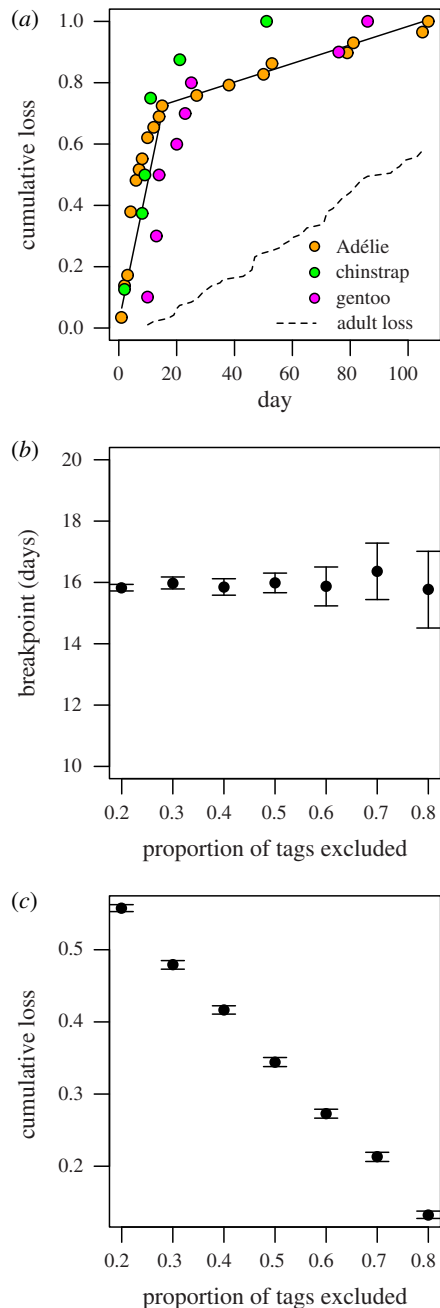 (a)
1.0
0.8
0.6
0.4
0.2
0.0
cumulative loss
Adélie
chinstrap
gentoo
adult loss
0 20 40 60 80 100
day
(b)
20
18
16
14
12
10
breakpoint (days)
0.2 0.3 0.4 0.5 0.6 0.7 0.8
proportion of tags excluded
(c)
0.5
0.4
0.3
0.2
cumulative loss
0.2 0.3 0.4 0.5 0.6 0.7 0.8
proportion of tags excluded